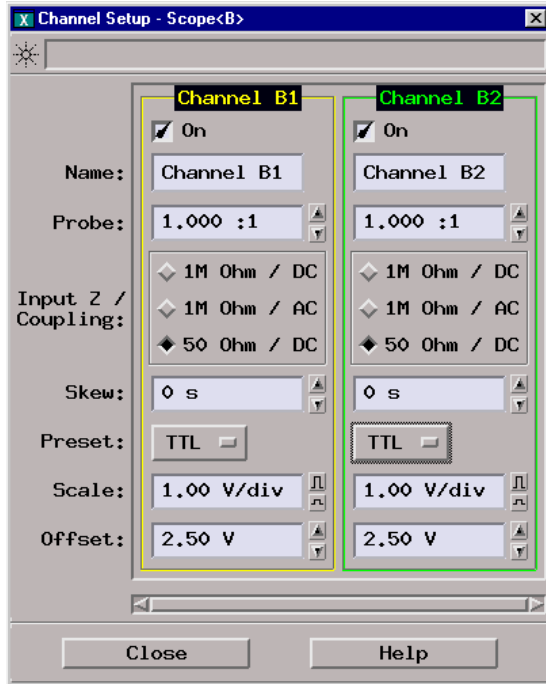 X Channel Setup - Scope<B>
Channel B1 Channel B2
On On
Name: Channel B1 Channel B2
Probe: 1.000 :1 1.000 :1
1M Ohm / DC 1M Ohm / DC
Input Z / Coupling: 1M Ohm / AC 1M Ohm / AC
50 Ohm / DC 50 Ohm / DC
Skew: 0 s 0 s
Preset: TTL TTL
Scale: 1.00 V/div 1.00 V/div
Offset: 2.50 V 2.50 V
Close Help